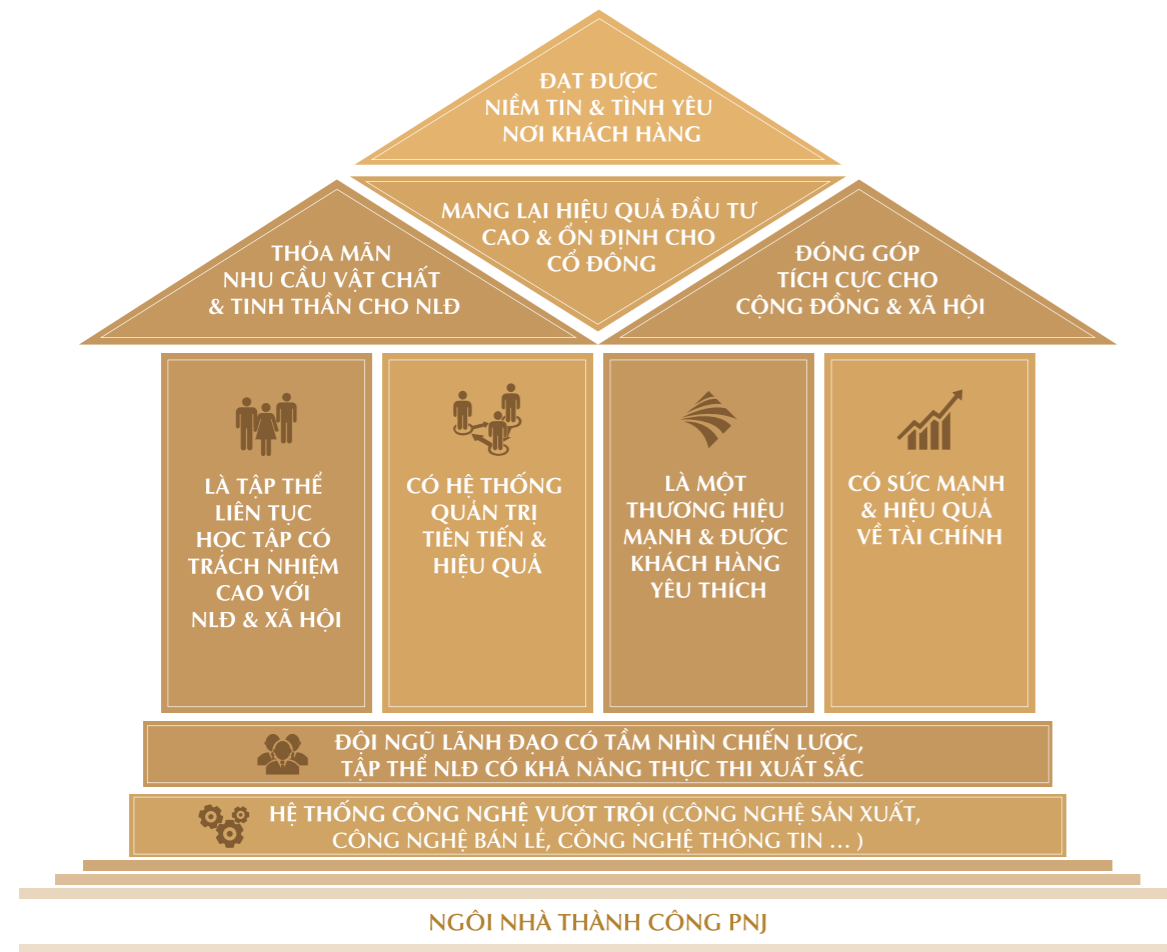 ĐẠT ĐƯỢC
NIỀM TIN & TÌNH YÊU
NƠI KHÁCH HÀNG
MANG LẠI HIỆU QUẢ ĐẦU TƯ
CAO & ỔN ĐỊNH CHO
CỔ ĐÔNG
THỎA MÃN
NHU CẦU VẬT CHẤT
& TINH THẦN CHO NLĐ
ĐÓNG GÓP
TÍCH CỰC CHO
CỘNG ĐỒNG & XÃ HỘI
LÀ TẬP THỂ
LIÊN TỤC
HỌC TẬP CÓ
TRÁCH NHIỆM
CAO VỚI
NLĐ & XÃ HỘI
CÓ HỆ THỐNG
QUẢN TRỊ
TIÊN TIẾN &
HIỆU QUẢ
LÀ MỘT
THƯƠNG HIỆU
MẠNH & ĐƯỢC
KHÁCH HÀNG
YÊU THÍCH
CÓ SỨC MẠNH
& HIỆU QUẢ
VỀ TÀI CHÍNH
ĐỘI NGŨ LÃNH ĐẠO CÓ TẦM NHÌN CHIẾN LƯỢC,
TẬP THỂ NLĐ CÓ KHẢ NĂNG THỰC THI XUẤT SẮC
HỆ THỐNG CÔNG NGHỆ VƯỢT TRỘI (CÔNG NGHỆ SẢN XUẤT,
CÔNG NGHỆ BÁN LẺ, CÔNG NGHỆ THÔNG TIN ... )
NGÔI NHÀ THÀNH CÔNG PNJ